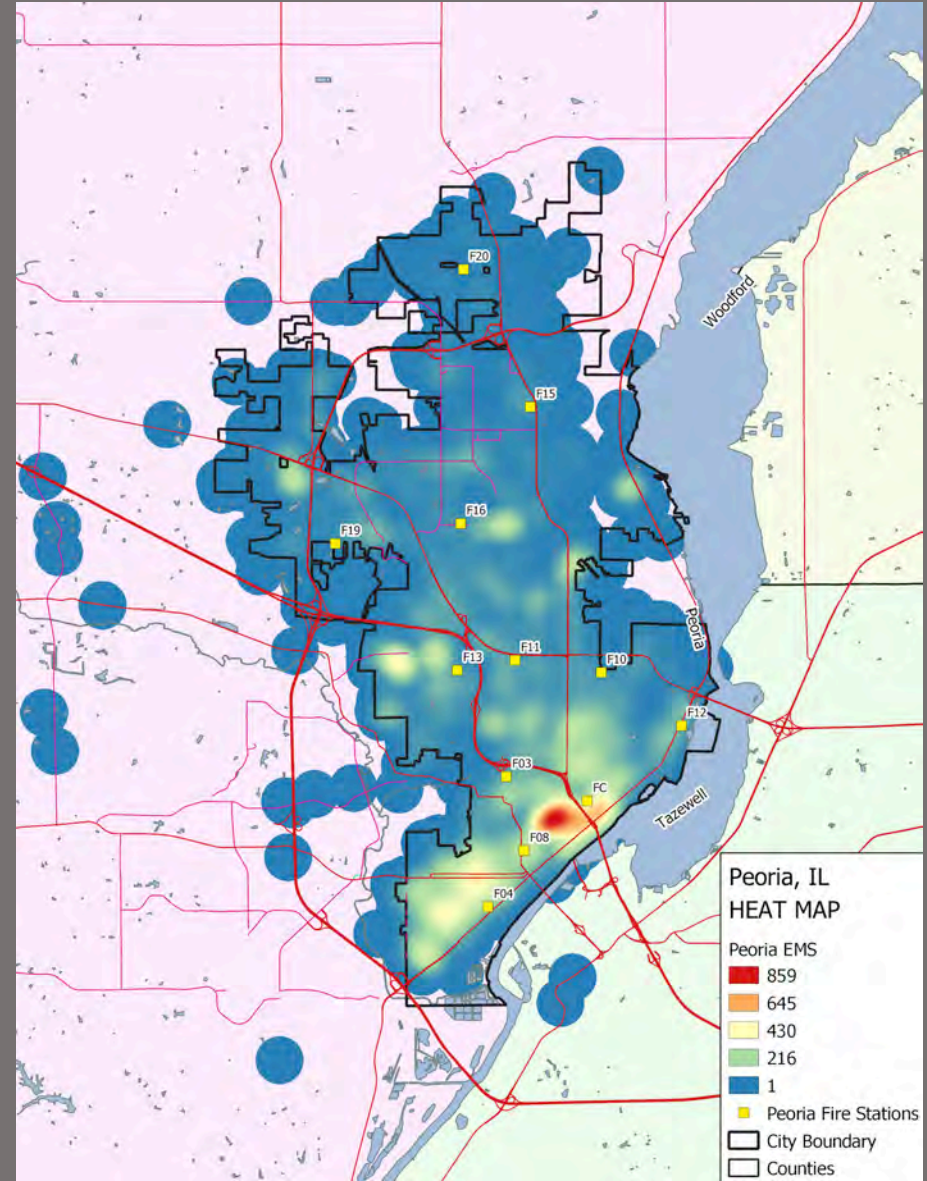 F20
Woodford
F15
F16
F19
Peoria
F11
F13
F10
F12
F03
FC
Tazewell
F08
F04
Peoria, IL
HEAT MAP
Peoria EMS
859
645
430
216
1
Peoria Fire Stations
City Boundary
Counties